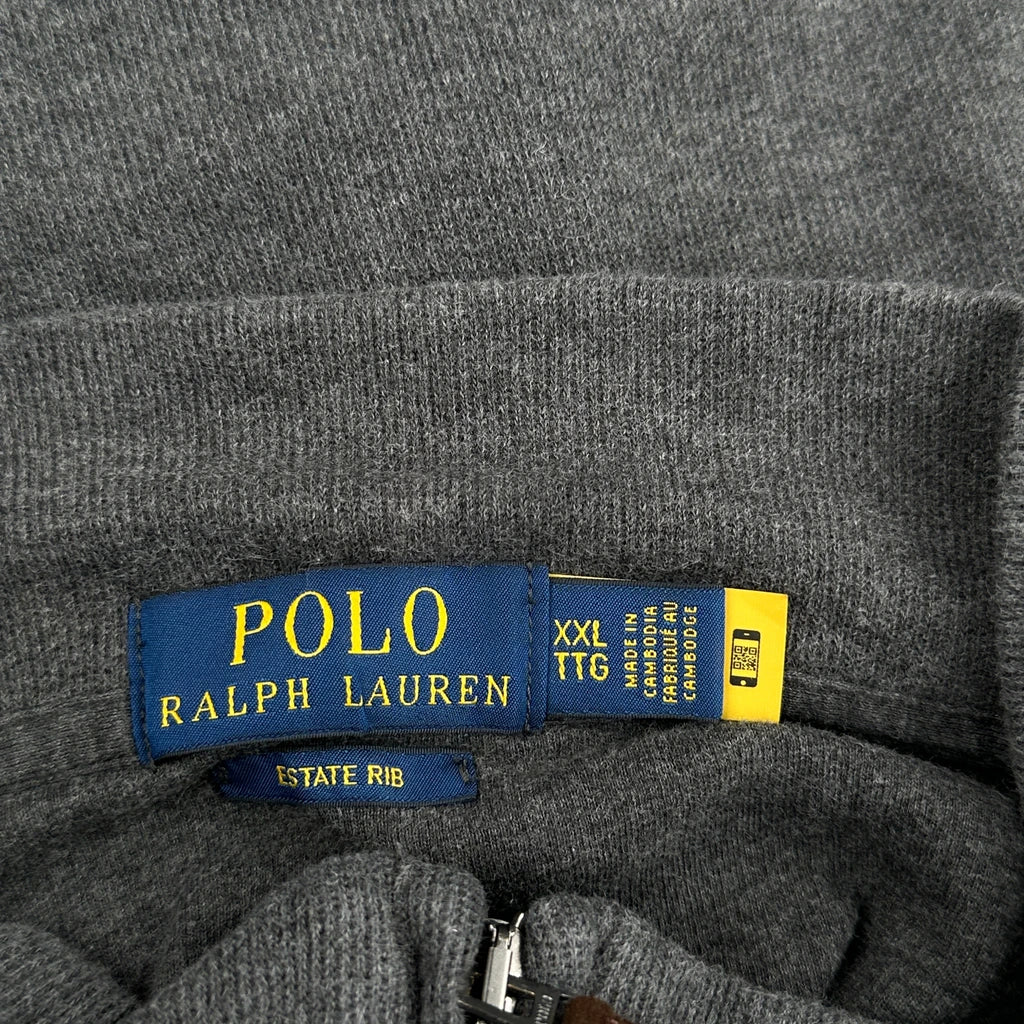 POLO
RALPH LAUREN
ESTATE RIB
XXL
TTG
MADE IN
CAMBODIA
FABRIQUÉ AU
CAMBODGE